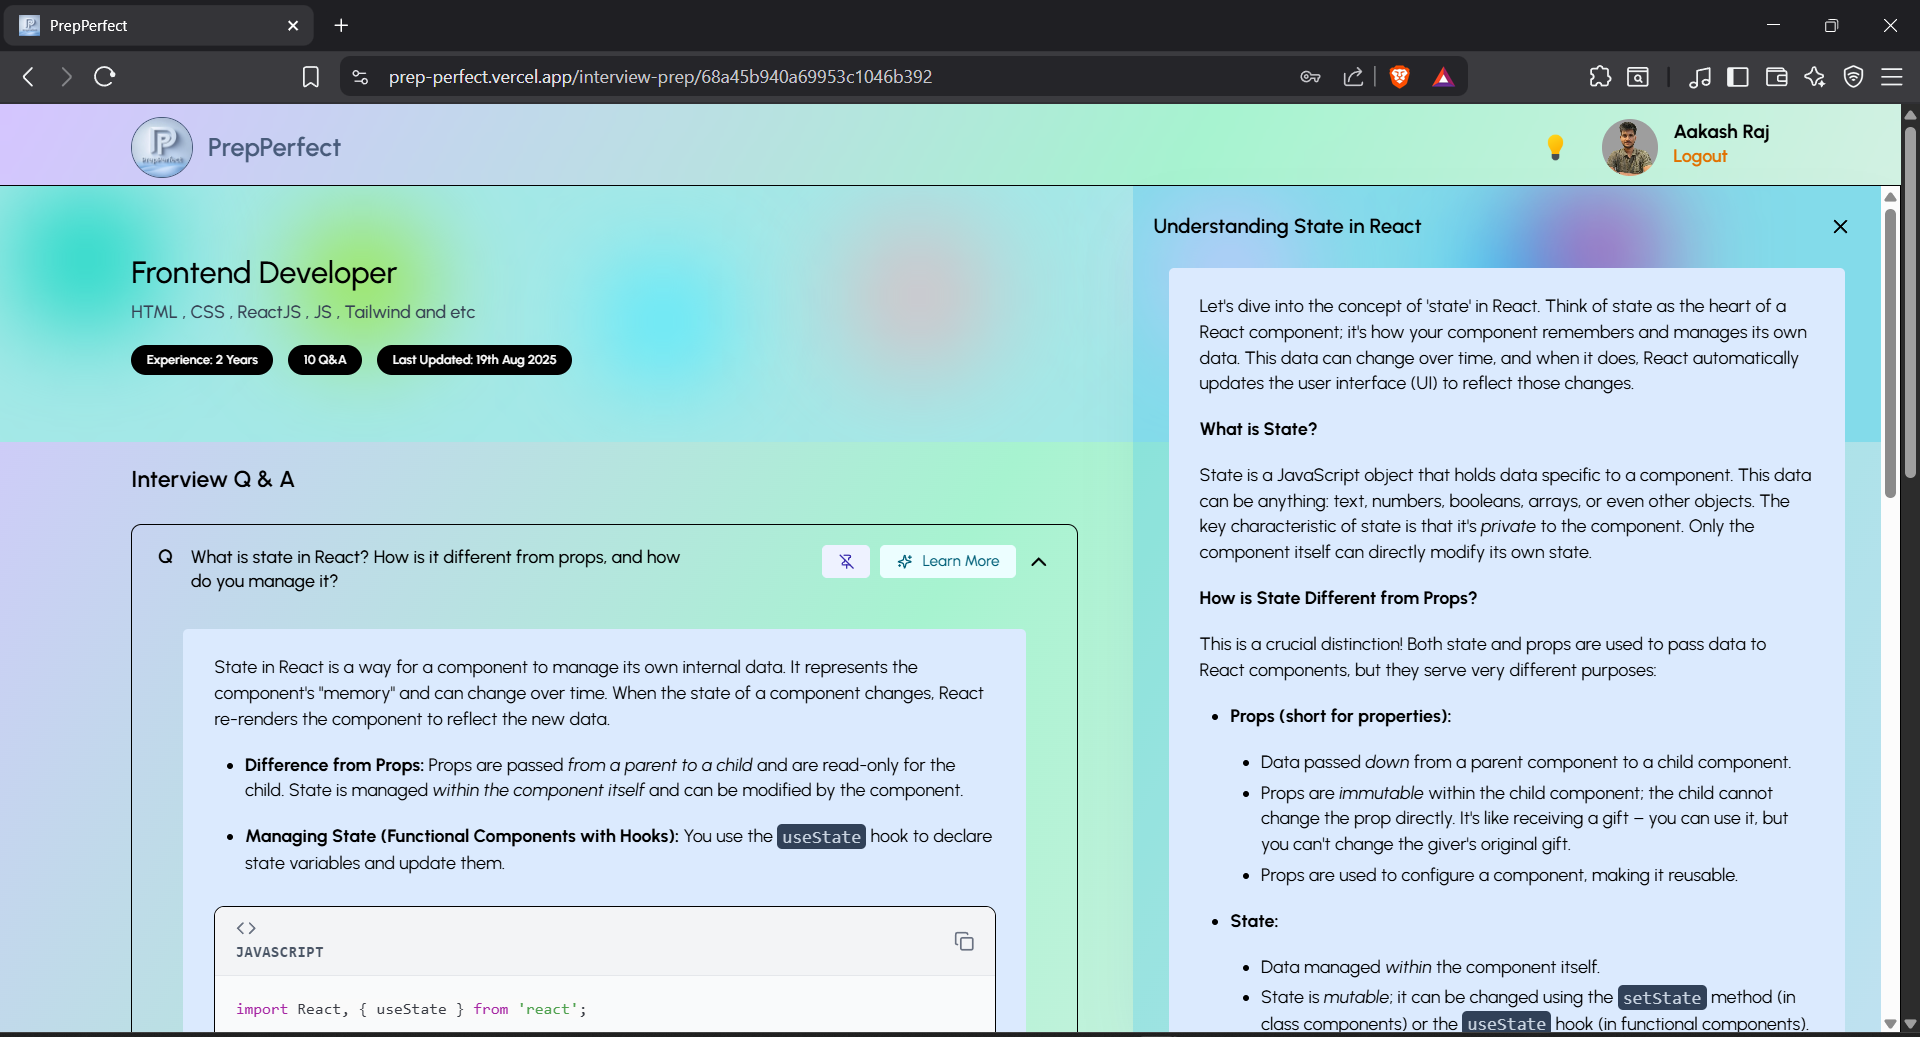 PrepPerfect
prep-perfect.vercel.app/interview-prep/68a45b940a69953c1046b392
PrepPerfect
Aakash Raj
Logout
Frontend Developer
HTML , CSS , ReactJS , JS , Tailwind and etc
Experience: 2 Years
10 Q&A
Last Updated: 19th Aug 2025
Interview Q & A
Q What is state in React? How is it different from props, and how
do you manage it?
Learn More
State in React is a way for a component to manage its own internal data. It represents the
component's "memory" and can change over time. When the state of a component changes, React
re-renders the component to reflect the new data.
• Difference from Props: Props are passed from a parent to a child and are read-only for the
child. State is managed within the component itself and can be modified by the component.
• Managing State (Functional Components with Hooks): You use the useState hook to declare
state variables and update them.
<>
JAVASCRIPT
import React, { useState } from 'react';
Understanding State in React
Let's dive into the concept of 'state' in React. Think of state as the heart of a
React component; it's how your component remembers and manages its own
data. This data can change over time, and when it does, React automatically
updates the user interface (UI) to reflect those changes.
What is State?
State is a JavaScript object that holds data specific to a component. This data
can be anything: text, numbers, booleans, arrays, or even other objects. The
key characteristic of state is that it's private to the component. Only the
component itself can directly modify its own state.
How is State Different from Props?
This is a crucial distinction! Both state and props are used to pass data to
React components, but they serve very different purposes:
• Props (short for properties):
• Data passed down from a parent component to a child component.
• Props are immutable within the child component; the child cannot
change the prop directly. It's like receiving a gift – you can use it, but
you can't change the giver's original gift.
• Props are used to configure a component, making it reusable.
• State:
• Data managed within the component itself.
• State is mutable; it can be changed using the setState method (in
class components) or the useState hook (in functional components).